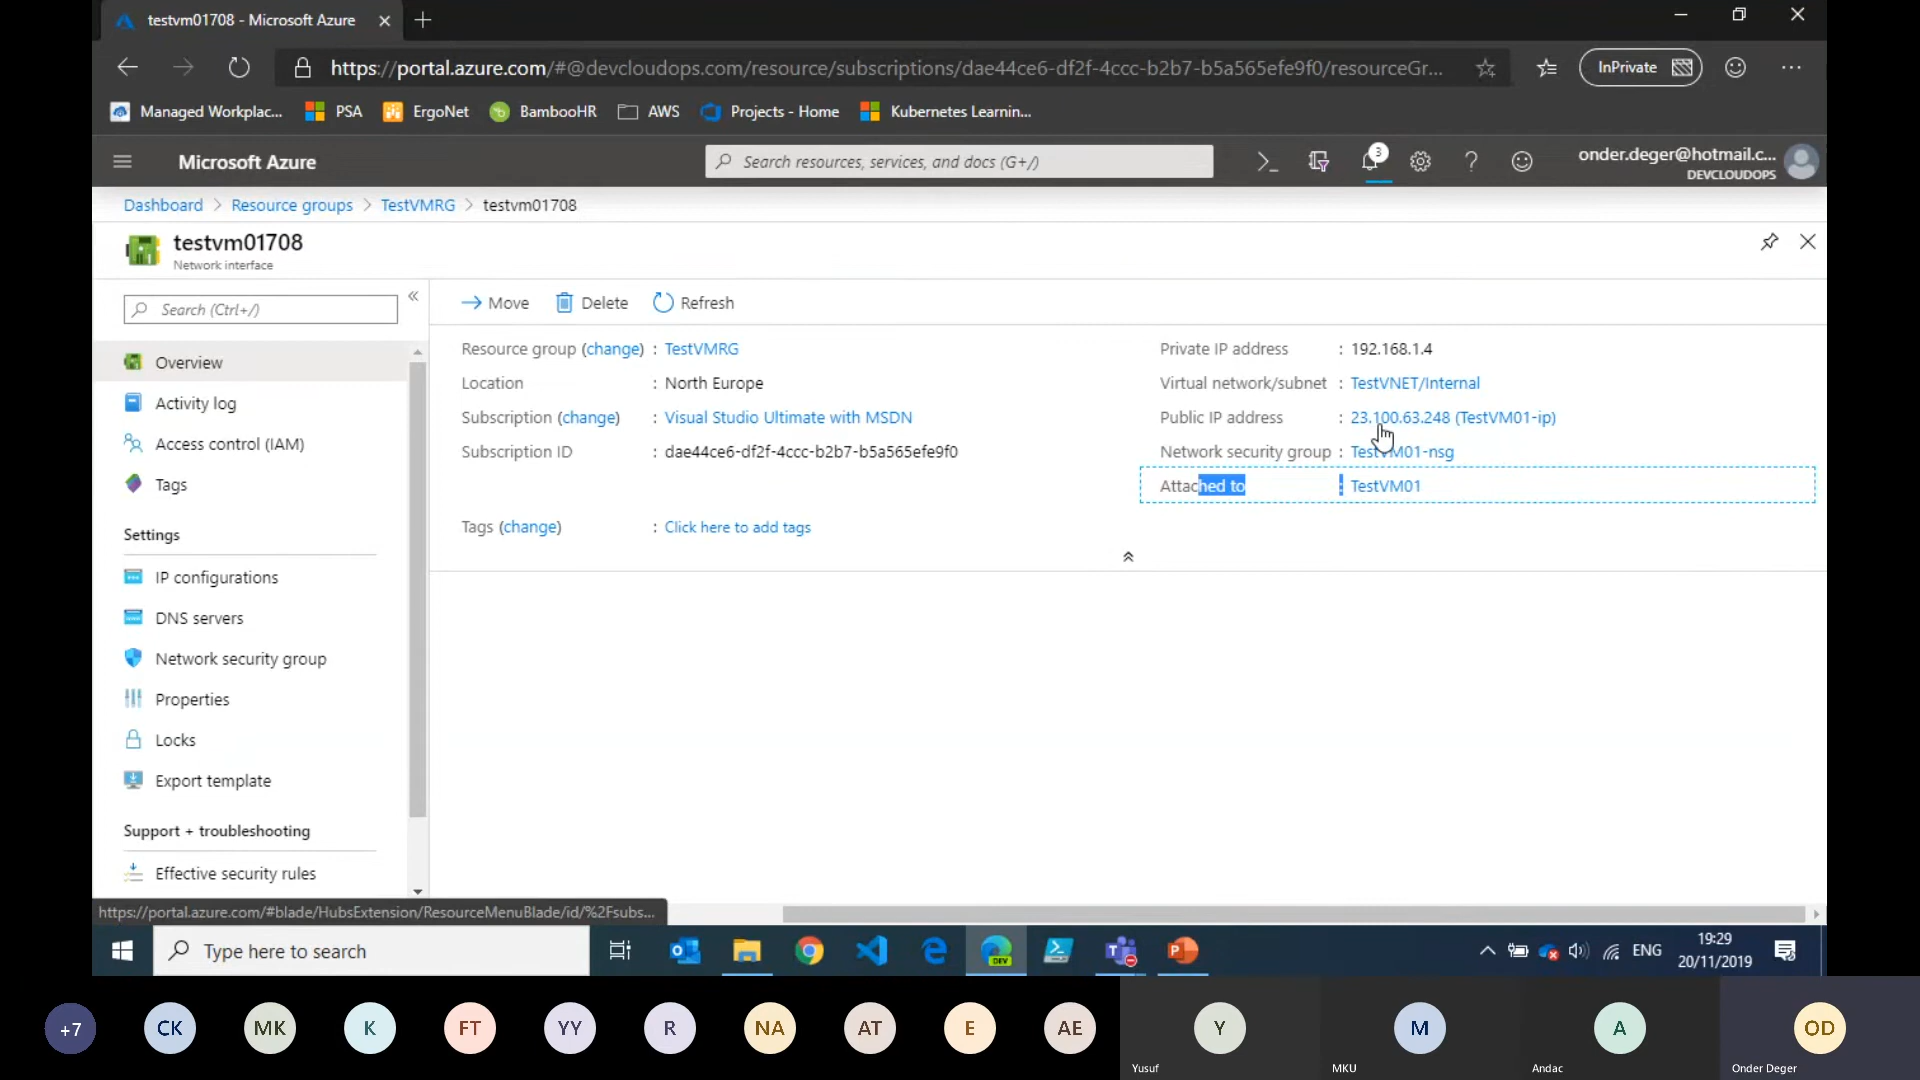 testvm01708 - Microsoft Azure
https://portal.azure.com/#@devcloudops.com/resource/subscriptions/dae44ce6-df2f-4ccc-b2b7-b5a565efe9f0/resourceGr...
InPrivate
Managed Workplac...
PSA
ErgoNet
BambooHR
AWS
Projects - Home
Kubernetes Learnin...
Microsoft Azure
Search resources, services, and docs (G+/)
3
onder.deger@hotmail.c...
DEVCLOUDOPS
Dashboard > Resource groups > TestVMRG > testvm01708
testvm01708
Network interface
Search (Ctrl+/)
«
Overview
Activity log
Access control (IAM)
Tags
Settings
IP configurations
DNS servers
Network security group
Properties
Locks
Export template
Support + troubleshooting
Effective security rules
Move
Delete
Refresh
Resource group (change) : TestVMRG
Location : North Europe
Subscription (change) : Visual Studio Ultimate with MSDN
Subscription ID : dae44ce6-df2f-4ccc-b2b7-b5a565efe9f0
Tags (change) : Click here to add tags
Private IP address : 192.168.1.4
Virtual network/subnet : TestVNET/Internal
Public IP address : 23.100.63.248 (TestVM01-ip)
Network security group : TestVM01-nsg
Attached to : TestVM01
https://portal.azure.com/#blade/HubsExtension/ResourceMenuBlade/id/%2Fsubs...
Type here to search
DEV
ENG
19:29
20/11/2019
+7
CK
MK
K
FT
YY
R
NA
AT
E
AE
Y
Yusuf
M
MKU
A
Andac
OD
Onder Deger